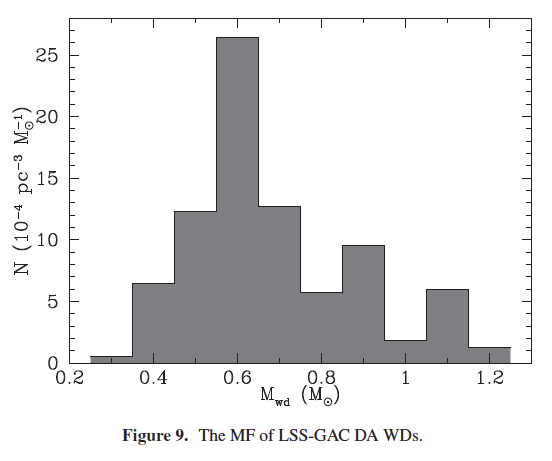 25
20
15
10
5
0
N (10⁻⁴ pc⁻³ M⊙⁻¹)
0.2 0.4 0.6 0.8 1 1.2
M_wd (M⊙)
Figure 9. The MF of LSS-GAC DA WDs.